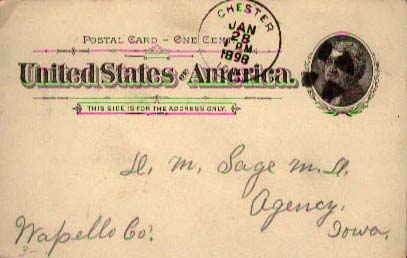 CHESTER
JAN
28
1 PM
1898
POSTAL CARD - ONE CENT
United States of America.
THIS SIDE IS FOR THE ADDRESS ONLY.
D. M. Sage M. D.
Agency.
Wapello Co. Iowa.